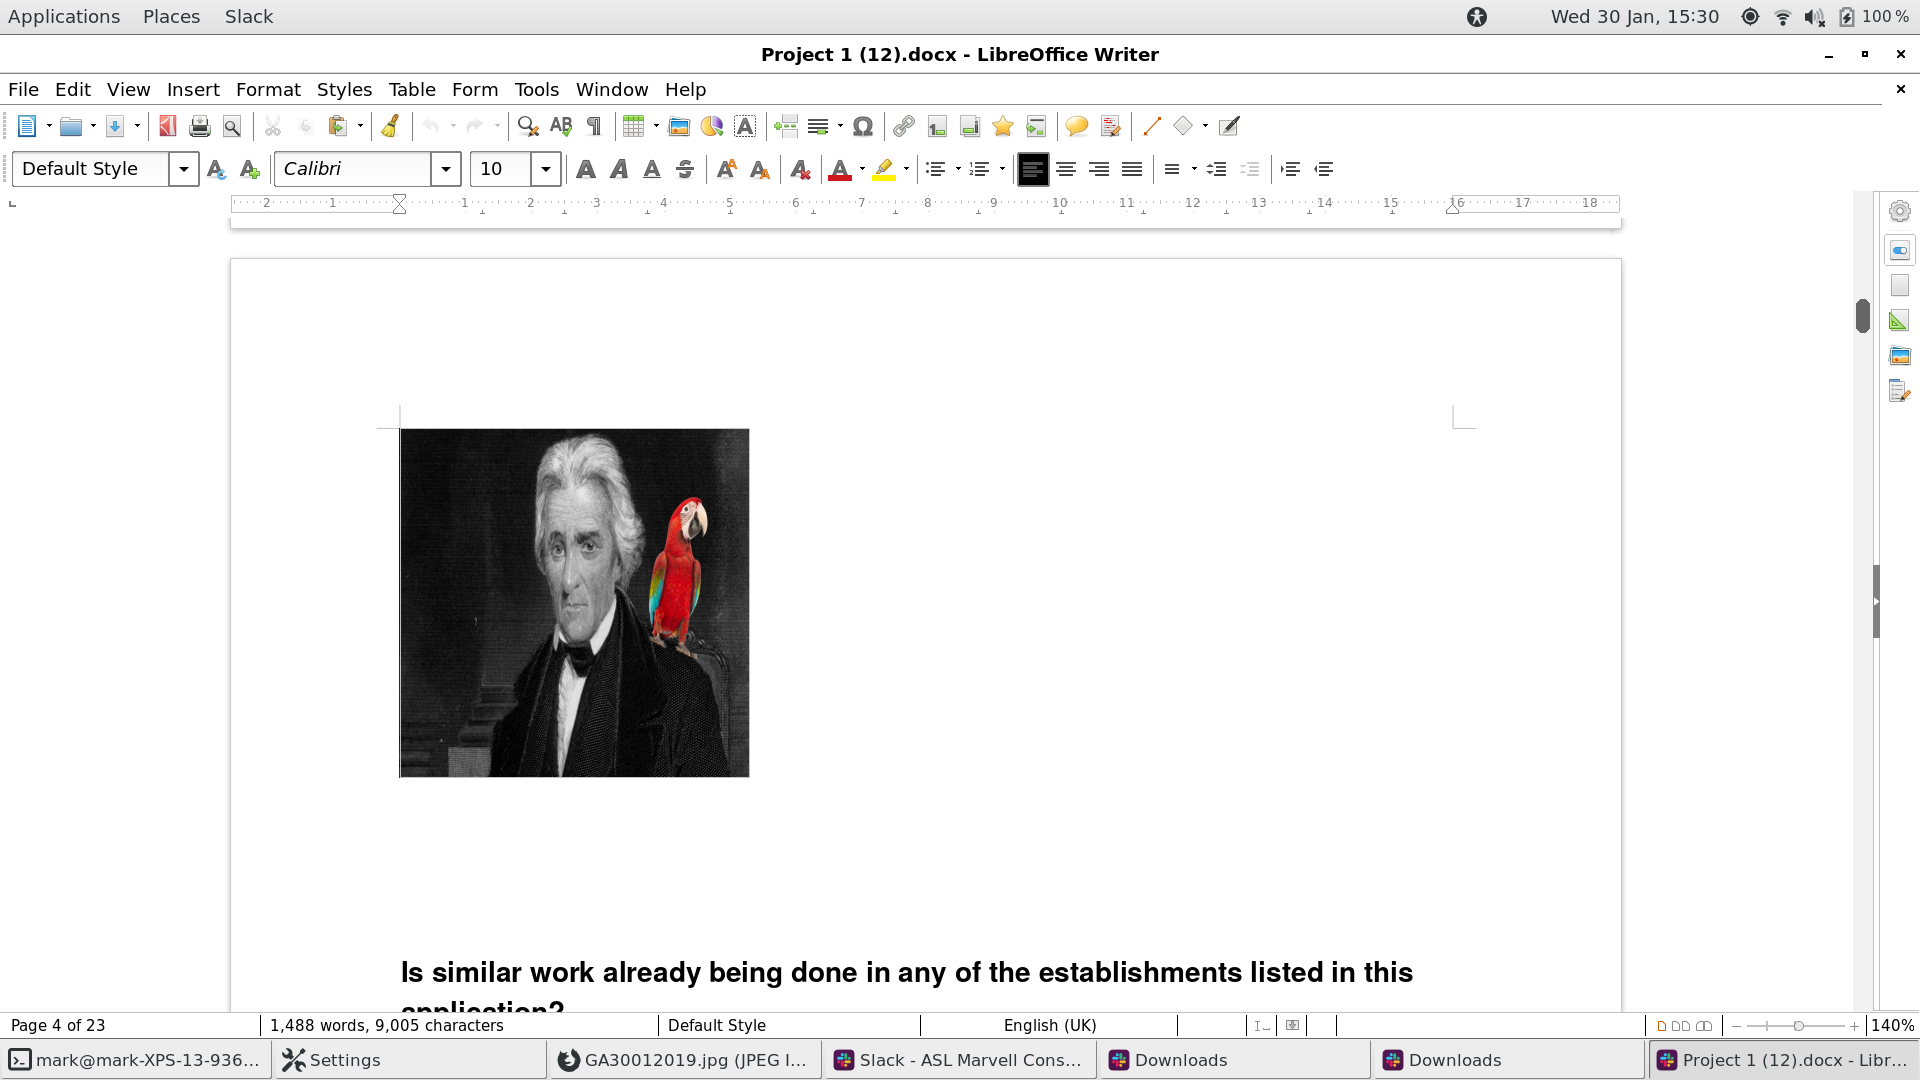 Applications Places Slack Wed 30 Jan, 15:30 100 %
Project 1 (12).docx - LibreOffice Writer
File Edit View Insert Format Styles Table Form Tools Window Help
Default Style Calibri 10
2 1 1 2 3 4 5 6 7 8 9 10 11 12 13 14 15 16 17 18
Is similar work already being done in any of the establishments listed in this
application?
Page 4 of 23 1,488 words, 9,005 characters Default Style English (UK) 140%
mark@mark-XPS-13-936... Settings GA30012019.jpg (JPEG I... Slack - ASL Marvell Cons... Downloads Downloads Project 1 (12).docx - Libr...